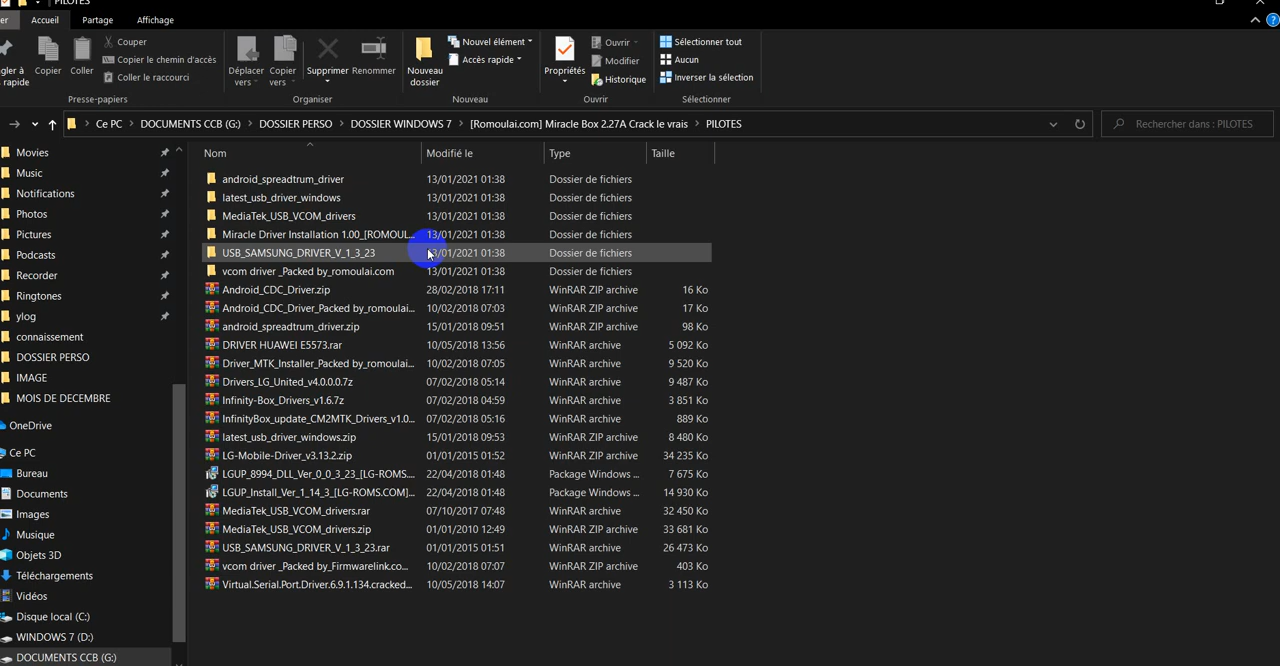 PILOTES
er Accueil Partage Affichage
gler à
s rapide
Copier
Coller
Couper
Copier le chemin d'accès
Coller le raccourci
Presse-papiers
Déplacer
vers
Copier
vers
Supprimer
Renommer
Organiser
Nouveau
dossier
Nouvel élément
Accès rapide
Nouveau
Propriétés
Ouvrir
Modifier
Historique
Ouvrir
Sélectionner tout
Aucun
Inverser la sélection
Sélectionner
Ce PC > DOCUMENTS CCB (G:) > DOSSIER PERSO > DOSSIER WINDOWS 7 > [Romoulai.com] Miracle Box 2.27A Crack le vrais > PILOTES
Rechercher dans : PILOTES
Movies
Music
Notifications
Photos
Pictures
Podcasts
Recorder
Ringtones
ylog
connaissement
DOSSIER PERSO
IMAGE
MOIS DE DECEMBRE
OneDrive
Ce PC
Bureau
Documents
Images
Musique
Objets 3D
Téléchargements
Vidéos
Disque local (C:)
WINDOWS 7 (D:)
DOCUMENTS CCB (G:)
Nom Modifié le Type Taille
android_spreadtrum_driver 13/01/2021 01:38 Dossier de fichiers
latest_usb_driver_windows 13/01/2021 01:38 Dossier de fichiers
MediaTek_USB_VCOM_drivers 13/01/2021 01:38 Dossier de fichiers
Miracle Driver Installation 1.00_[ROMOUL... 13/01/2021 01:38 Dossier de fichiers
USB_SAMSUNG_DRIVER_V_1_3_23 13/01/2021 01:38 Dossier de fichiers
vcom driver _Packed by_romoulai.com 13/01/2021 01:38 Dossier de fichiers
Android_CDC_Driver.zip 28/02/2018 17:11 WinRAR ZIP archive 16 Ko
Android_CDC_Driver_Packed by_romoulai... 10/02/2018 07:03 WinRAR ZIP archive 17 Ko
android_spreadtrum_driver.zip 15/01/2018 09:51 WinRAR ZIP archive 98 Ko
DRIVER HUAWEI E5573.rar 10/05/2018 13:56 WinRAR archive 5 092 Ko
Driver_MTK_Installer_Packed by_romoulai... 10/02/2018 07:05 WinRAR ZIP archive 9 520 Ko
Drivers_LG_United_v4.0.0.0.7z 07/02/2018 05:14 WinRAR archive 9 487 Ko
Infinity-Box_Drivers_v1.6.7z 07/02/2018 04:59 WinRAR archive 3 851 Ko
InfinityBox_update_CM2MTK_Drivers_v1.0... 07/02/2018 05:16 WinRAR archive 889 Ko
latest_usb_driver_windows.zip 15/01/2018 09:53 WinRAR ZIP archive 8 480 Ko
LG-Mobile-Driver_v3.13.2.zip 01/01/2015 01:52 WinRAR ZIP archive 34 235 Ko
LGUP_8994_DLL_Ver_0_0_3_23_[LG-ROMS.... 22/04/2018 01:48 Package Windows ... 7 675 Ko
LGUP_Install_Ver_1_14_3_[LG-ROMS.COM]... 22/04/2018 01:48 Package Windows ... 14 930 Ko
MediaTek_USB_VCOM_drivers.rar 07/10/2017 07:48 WinRAR archive 32 450 Ko
MediaTek_USB_VCOM_drivers.zip 01/01/2010 12:49 WinRAR ZIP archive 33 681 Ko
USB_SAMSUNG_DRIVER_V_1_3_23.rar 01/01/2015 01:51 WinRAR archive 26 473 Ko
vcom driver _Packed by_Firmwarelink.co... 10/02/2018 07:07 WinRAR ZIP archive 403 Ko
Virtual.Serial.Port.Driver.6.9.1.134.cracked... 10/05/2018 14:07 WinRAR archive 3 113 Ko